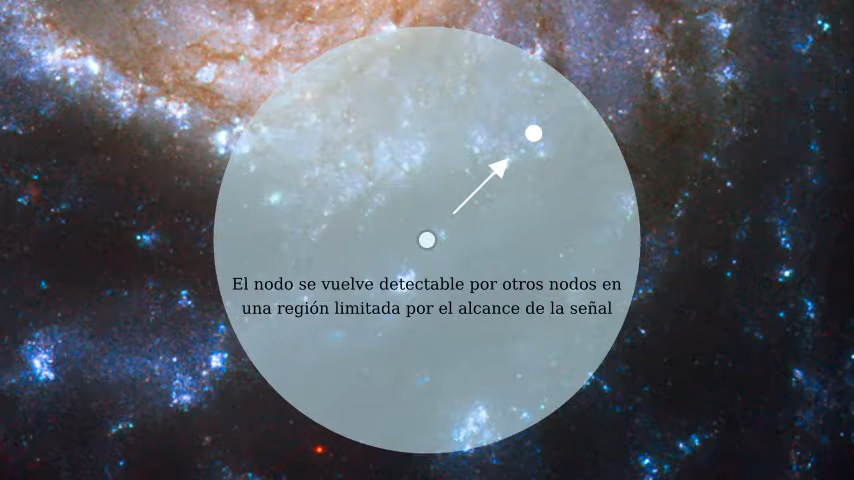 El nodo se vuelve detectable por otros nodos en
una región limitada por el alcance de la señal